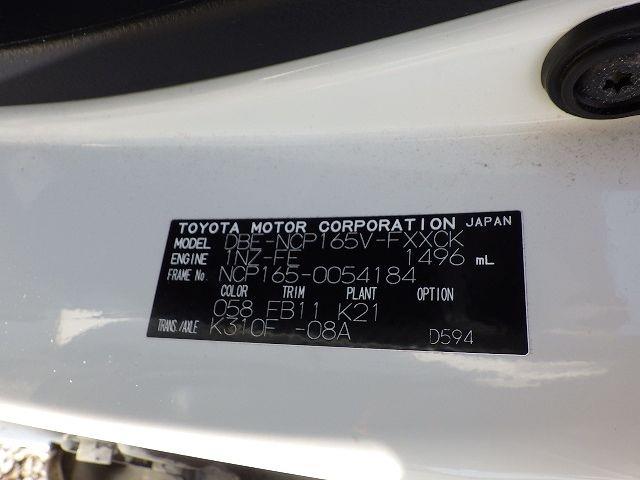 TOYOTA MOTOR CORPORATION JAPAN
MODEL DBE-NCP165V-FXXCK
ENGINE 1NZ-FE 1496 mL
FRAME No. NCP165-0054184
COLOR TRIM PLANT OPTION
058 FB11 K21
TRANS./AXLE K310F -08A
D594